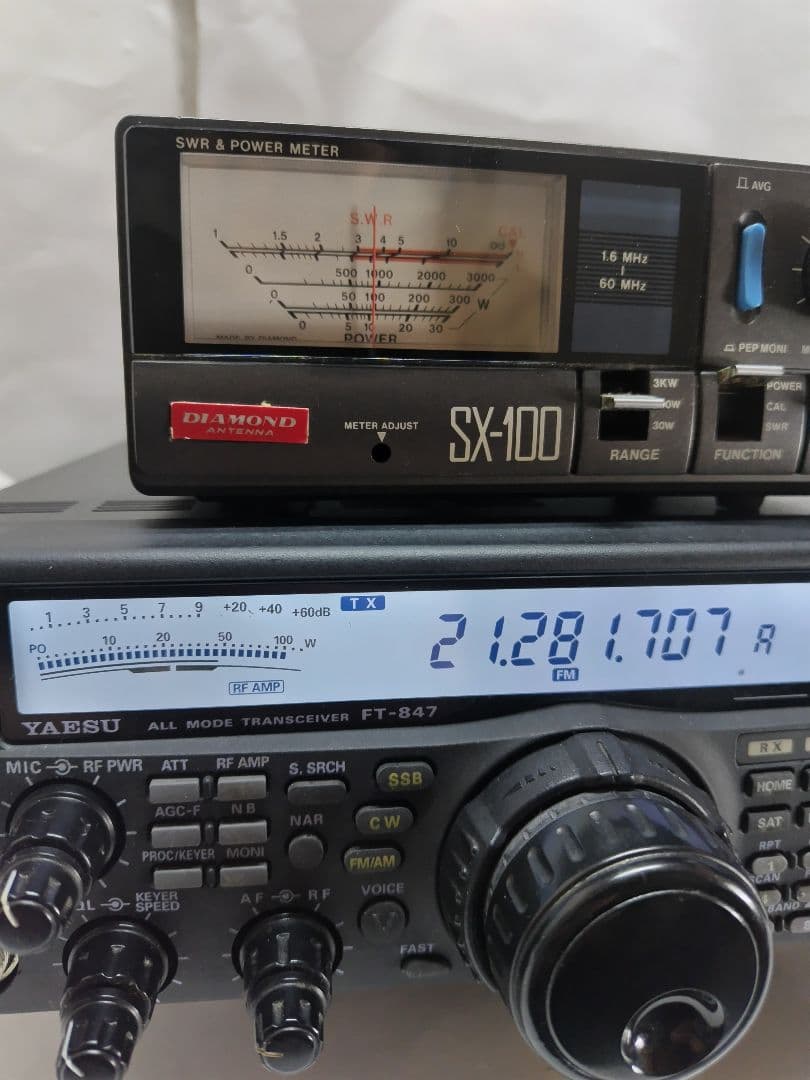 SWR & POWER METER
AVG
S.W.R
CAL
1 1.5 2 3 4 5 10 ∞
0 500 1000 2000 3000
0 50 100 200 300 W
0 5 10 20 30
POWER
MADE BY DIAMOND
1.6 MHz
60 MHz
PEP MONI
DIAMOND
ANTENNA
METER ADJUST
SX-100
3KW
30W
RANGE
POWER
CAL
SWR
FUNCTION
1 3 5 7 9 +20 +40 +60dB
TX
PO 10 20 50 100 W
21.281.707 A
FM
RF AMP
YAESU ALL MODE TRANSCEIVER FT-847
MIC RF PWR ATT RF AMP S. SRCH SSB
AGC-F NB NAR CW
PROC/KEYER MONI FM/AM
KEYER
SPEED
AF RF
VOICE
FAST
RX
HOME
SAT
RPT
1
BAND